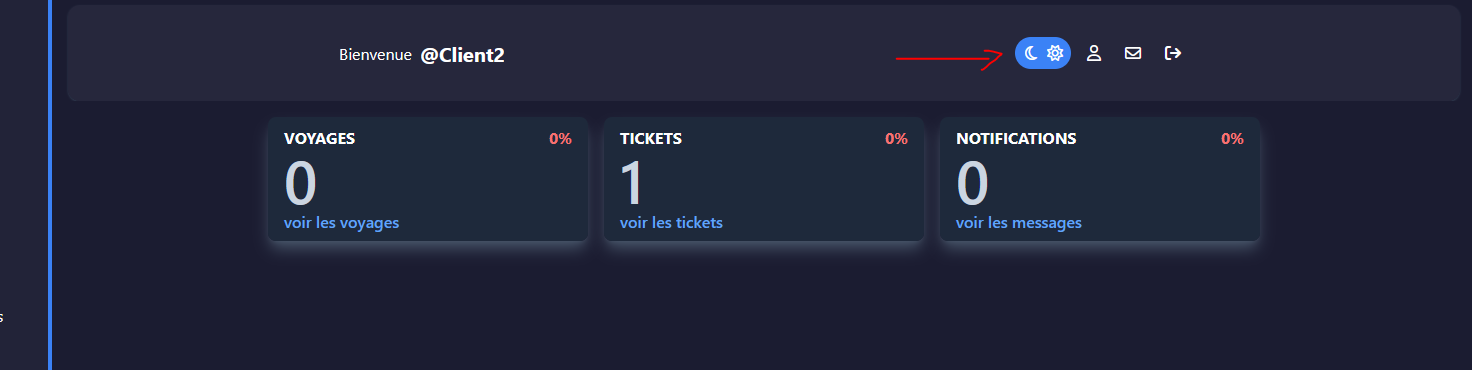 Bienvenue @Client2
VOYAGES 0%
0
voir les voyages
TICKETS 0%
1
voir les tickets
NOTIFICATIONS 0%
0
voir les messages
s